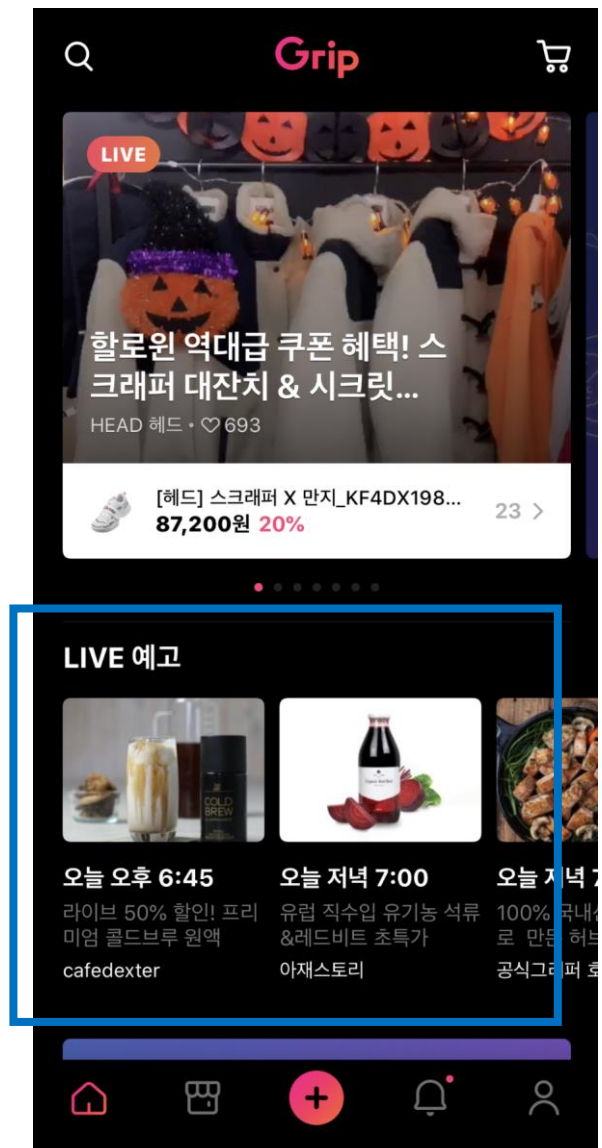 Grip
LIVE
할로윈 역대급 쿠폰 혜택! 스
크래퍼 대잔치 & 시크릿...
HEAD 헤드 • ♡ 693
[헤드] 스크래퍼 X 만지_KF4DX198...
87,200원 20%
23 >
LIVE 예고
COLD
BREW
오늘 오후 6:45
라이브 50% 할인! 프리
미엄 콜드브루 원액
cafedexter
오늘 저녁 7:00
유럽 직수입 유기농 석류
&레드비트 초특가
아재스토리
오늘 저녁 7
100% 국내
로 만든 허브
공식그리퍼 호